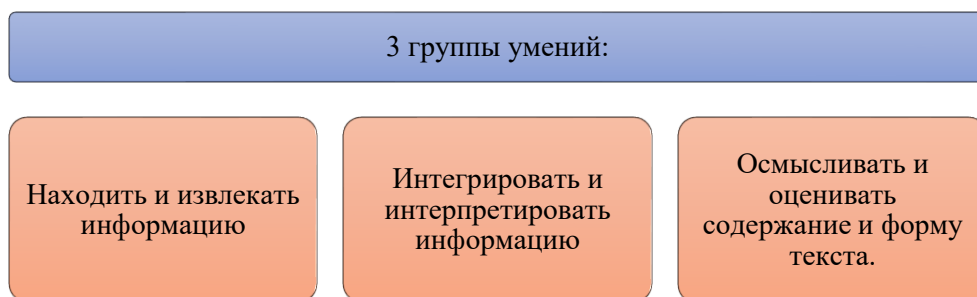 3 группы умений:
Находить и извлекать
информацию
Интегрировать и
интерпретировать
информацию
Осмысливать и
оценивать
содержание и форму
текста.